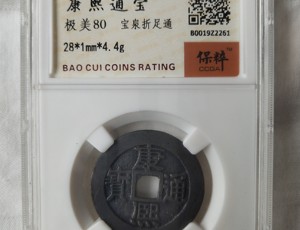 康熙通宝
极美80 宝泉折足通
28*1mm*4.4g
B0019Z2261
保粹
CCGA
BAO CUI COINS RATING
康熙通寶